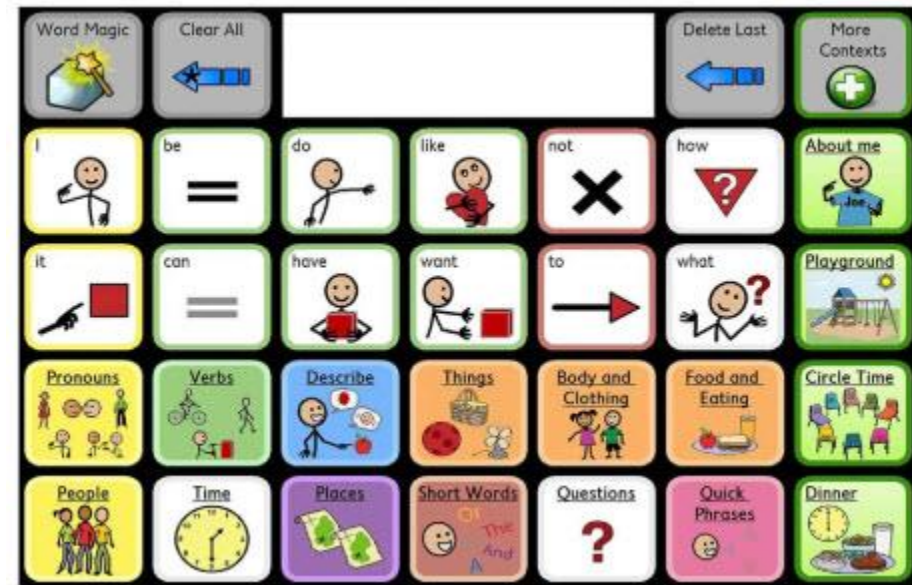 Word Magic
Clear All
Delete Last
More
Contexts
I
be
do
like
not
how
About me
Joe
it
can
have
want
to
what
Playground
Pronouns
Verbs
Describe
Things
Body and
Clothing
Food and
Eating
Circle Time
People
Time
Places
Short Words
Of
The
And
A
Questions
Quick
Phrases
Dinner